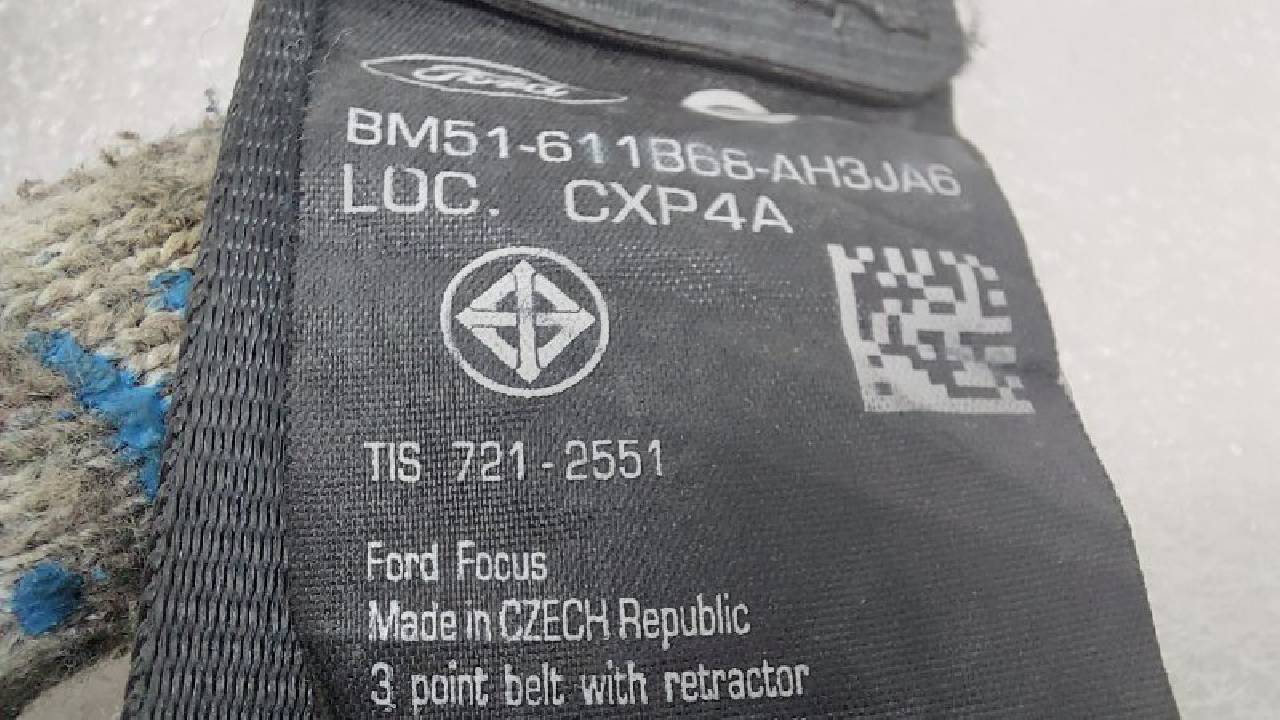 Ford
BM51-611B68-AH3JA6
LOC. CXP4A
TIS 721-2551
Ford Focus
Made in CZECH Republic
3 point belt with retractor